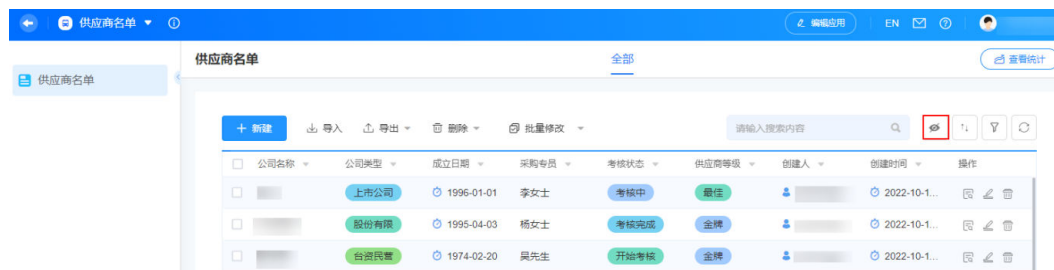 供应商名单 编辑应用 EN
供应商名单 全部 查看统计
供应商名单
新建 导入 导出 删除 批量修改 请输入搜索内容
公司名称 公司类型 成立日期 采购专员 考核状态 供应商等级 创建人 创建时间 操作
上市公司 1996-01-01 李女士 考核中 最佳 2022-10-1...
股份有限 1995-04-03 杨女士 考核完成 金牌 2022-10-1...
台资民营 1974-02-20 吴先生 开始考核 金牌 2022-10-1...